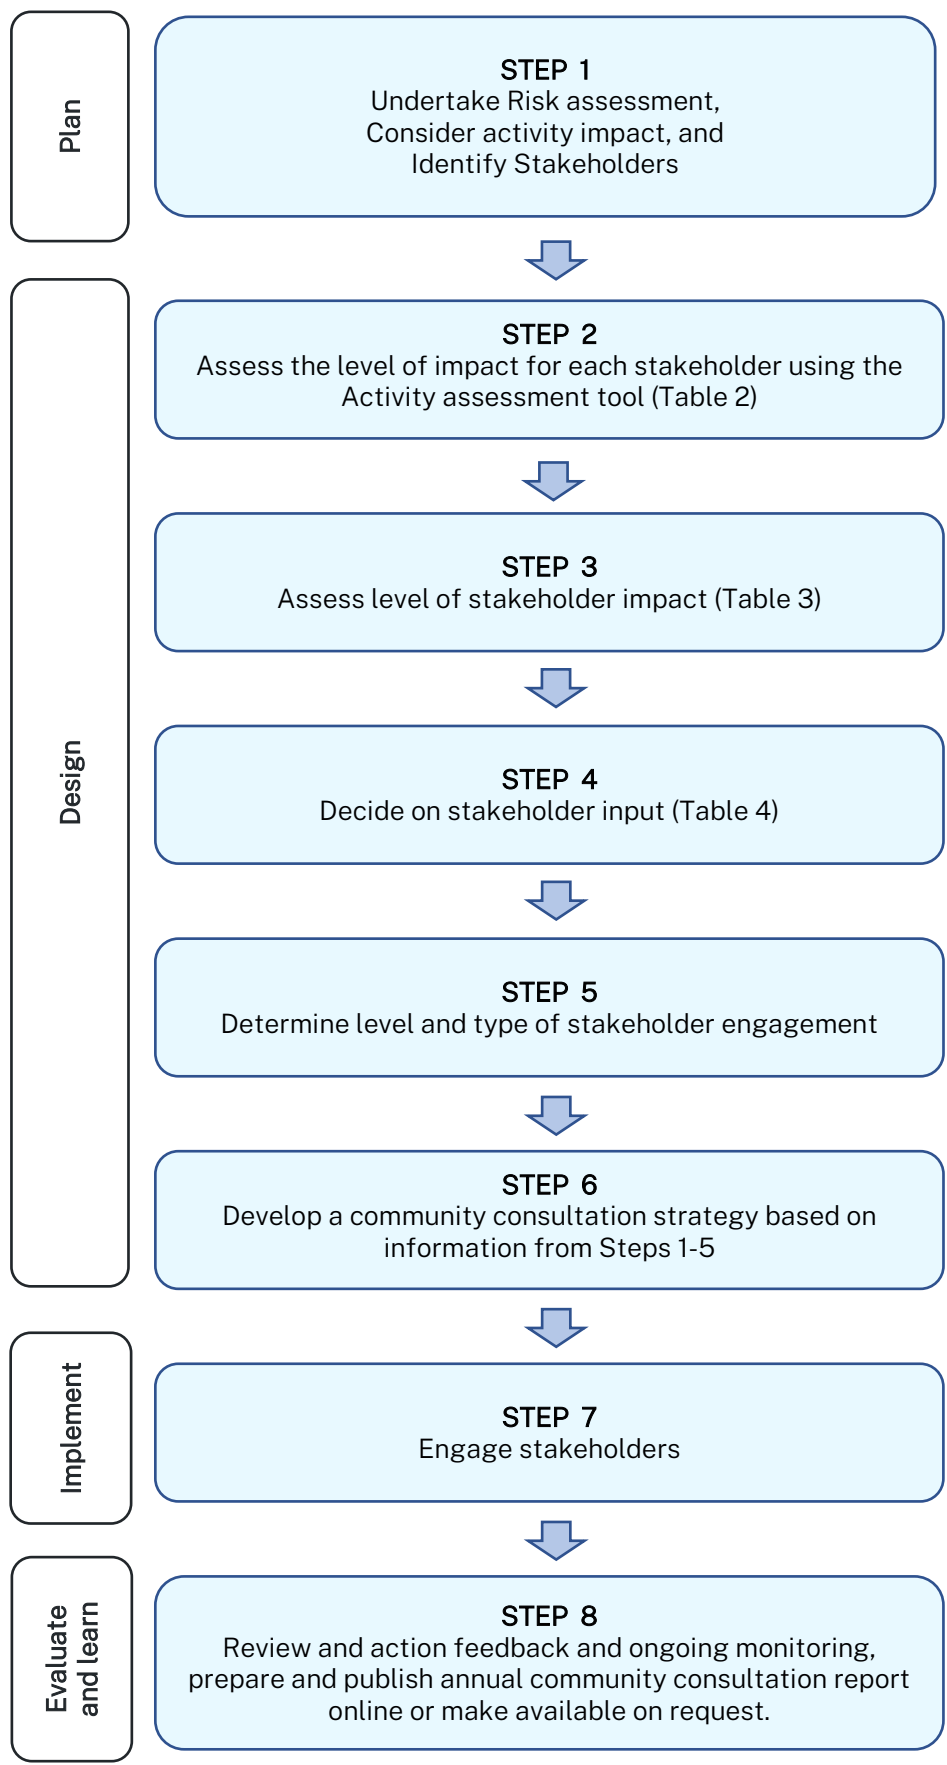 Plan
STEP 1
Undertake Risk assessment,
Consider activity impact, and
Identify Stakeholders
Design
STEP 2
Assess the level of impact for each stakeholder using the
Activity assessment tool (Table 2)
STEP 3
Assess level of stakeholder impact (Table 3)
STEP 4
Decide on stakeholder input (Table 4)
STEP 5
Determine level and type of stakeholder engagement
STEP 6
Develop a community consultation strategy based on
information from Steps 1-5
Implement
STEP 7
Engage stakeholders
Evaluate
and learn
STEP 8
Review and action feedback and ongoing monitoring,
prepare and publish annual community consultation report
online or make available on request.